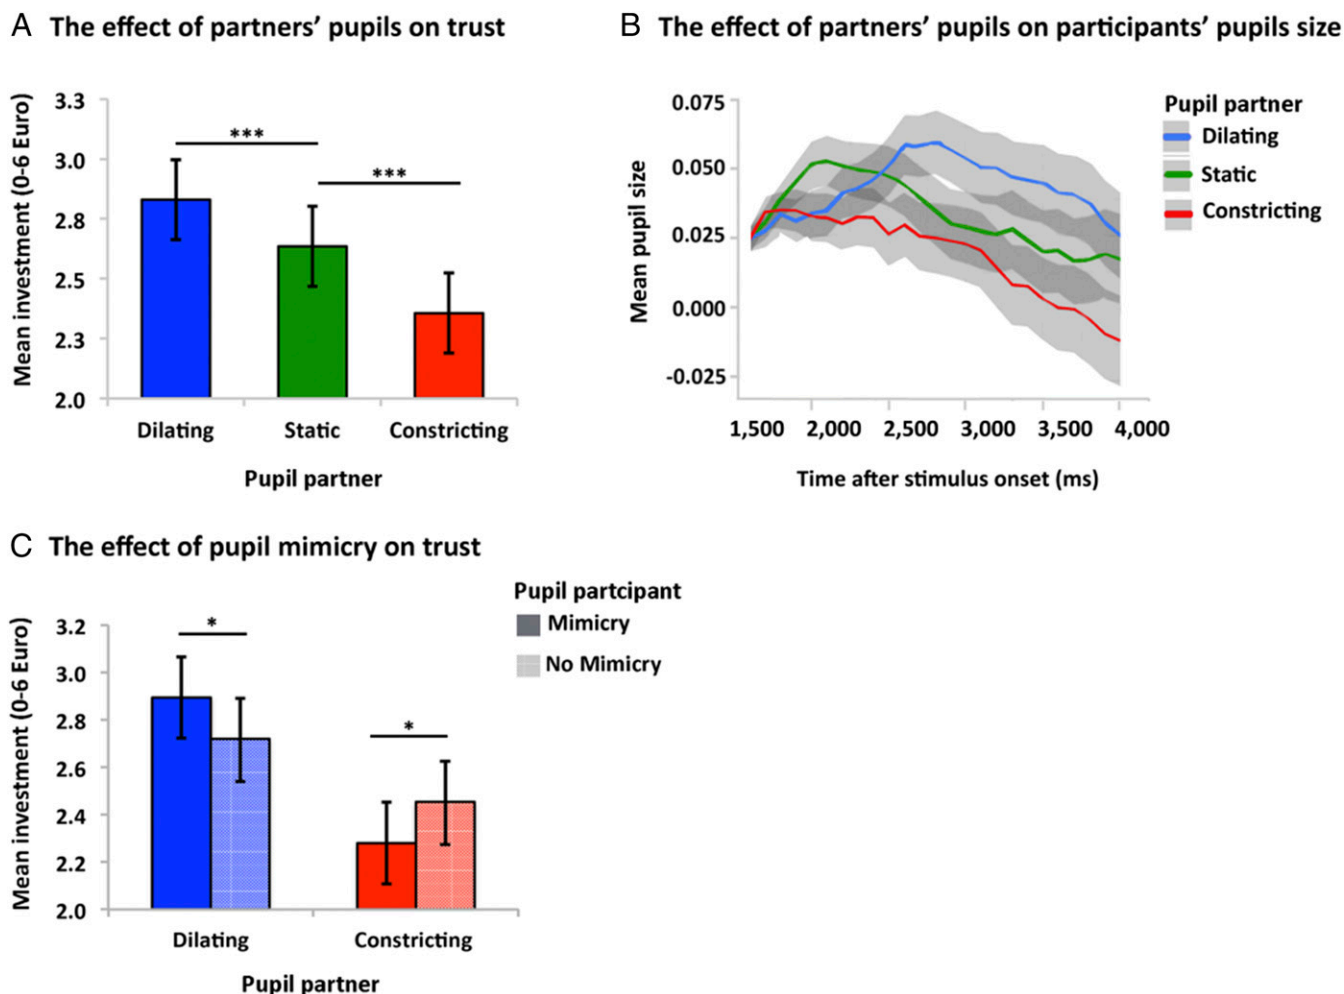 A The effect of partners' pupils on trust
Mean investment (0-6 Euro)
3.3
3.0
2.8
2.5
2.3
2.0
***
***
Dilating Static Constricting
Pupil partner
B The effect of partners' pupils on participants' pupils size
Mean pupil size
0.075
0.050
0.025
0.000
-0.025
1,500 2,000 2,500 3,000 3,500 4,000
Time after stimulus onset (ms)
Pupil partner
Dilating
Static
Constricting
C The effect of pupil mimicry on trust
Mean investment (0-6 Euro)
3.2
3.0
2.8
2.6
2.4
2.2
2.0
*
*
Dilating Constricting
Pupil partner
Pupil partcipant
Mimicry
No Mimicry